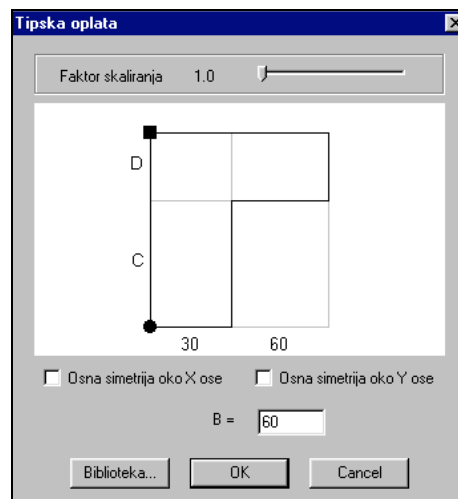 Tipska oplata
Faktor skaliranja 1.0
D
C
30 60
Osna simetrija oko X ose Osna simetrija oko Y ose
B = 60
Biblioteka... OK Cancel